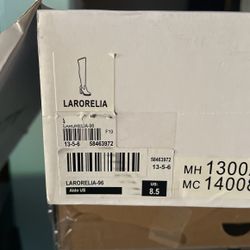 LARORELIA
LARORELIA-96
F19
13-5-6 58463972
58463972
13-5-6
LARORELIA-96
Aldo US
US:
8.5
MH 1300
MC 14008